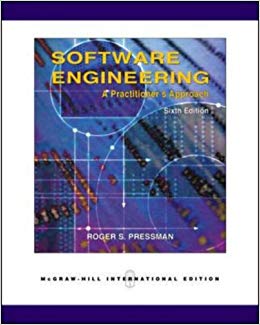 SOFTWARE
ENGINEERING
A Practitioner's Approach
Sixth Edition
ROGER S. PRESSMAN
McGRAW-HILL INTERNATIONAL EDITION